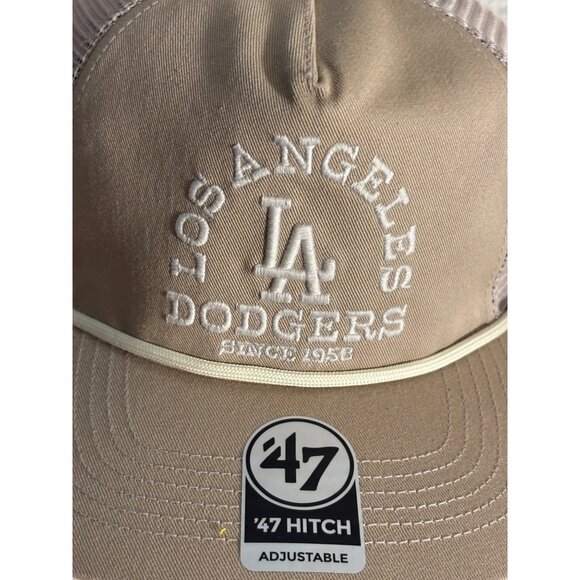 LOS ANGELES
LA
DODGERS
SINCE 1958
'47
'47 HITCH
ADJUSTABLE